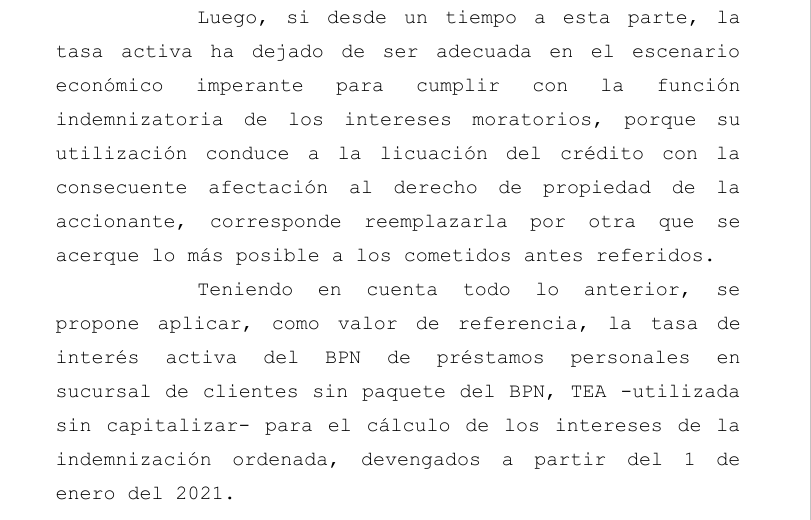 Luego, si desde un tiempo a esta parte, la
tasa activa ha dejado de ser adecuada en el escenario
económico imperante para cumplir con la función
indemnizatoria de los intereses moratorios, porque su
utilización conduce a la licuación del crédito con la
consecuente afectación al derecho de propiedad de la
accionante, corresponde reemplazarla por otra que se
acerque lo más posible a los cometidos antes referidos.
Teniendo en cuenta todo lo anterior, se
propone aplicar, como valor de referencia, la tasa de
interés activa del BPN de préstamos personales en
sucursal de clientes sin paquete del BPN, TEA -utilizada
sin capitalizar- para el cálculo de los intereses de la
indemnización ordenada, devengados a partir del 1 de
enero del 2021.